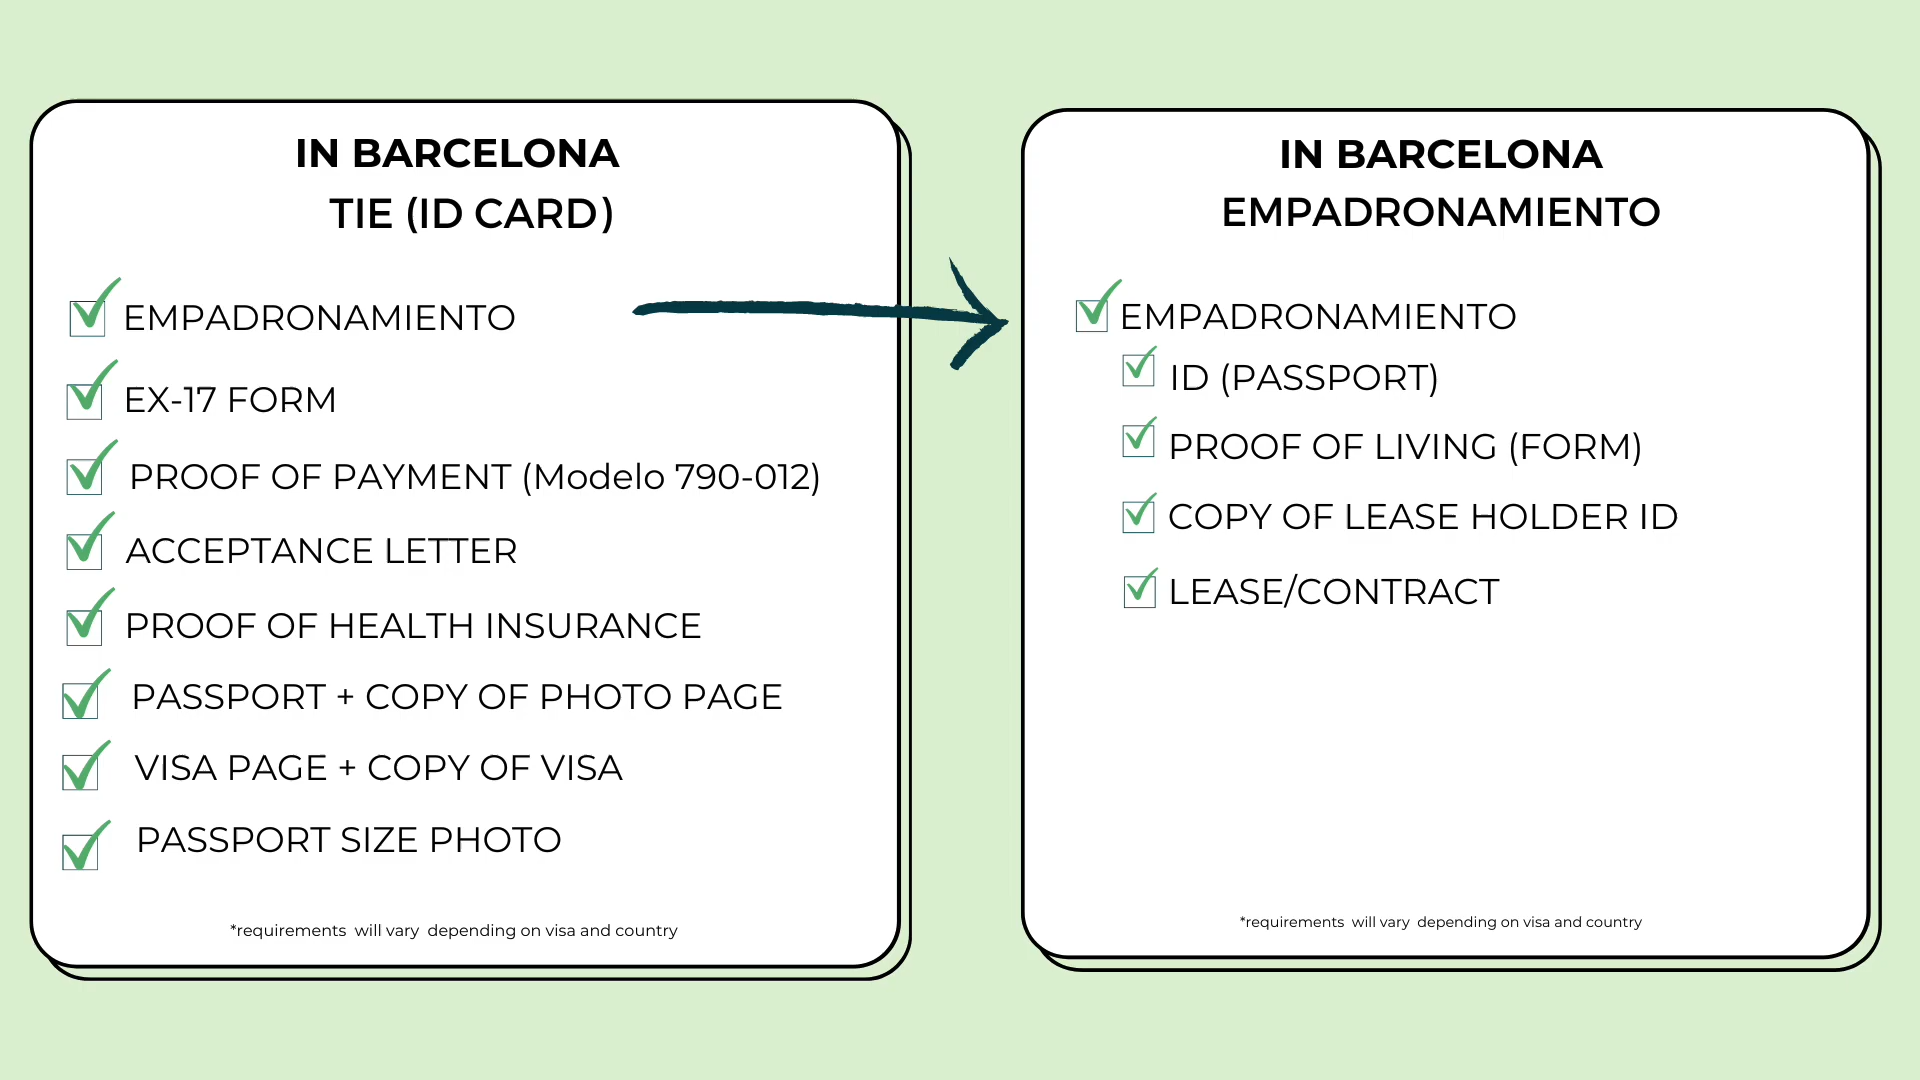 IN BARCELONA
TIE (ID CARD)
EMPADRONAMIENTO
EX-17 FORM
PROOF OF PAYMENT (Modelo 790-012)
ACCEPTANCE LETTER
PROOF OF HEALTH INSURANCE
PASSPORT + COPY OF PHOTO PAGE
VISA PAGE + COPY OF VISA
PASSPORT SIZE PHOTO
*requirements will vary depending on visa and country
IN BARCELONA
EMPADRONAMIENTO
EMPADRONAMIENTO
ID (PASSPORT)
PROOF OF LIVING (FORM)
COPY OF LEASE HOLDER ID
LEASE/CONTRACT
*requirements will vary depending on visa and country